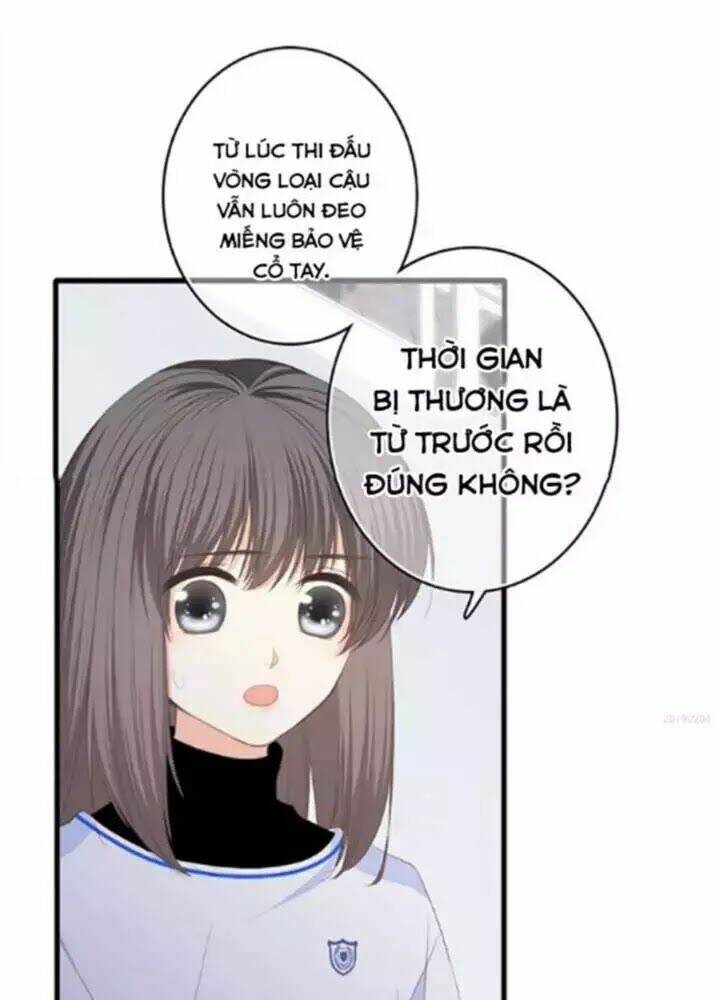 TỪ LÚC THI ĐẤU
VÒNG LOẠI CẬU
VẪN LUÔN ĐEO
MIẾNG BẢO VỆ
CỔ TAY.
THỜI GIAN
BỊ THƯƠNG LÀ
TỪ TRƯỚC RỒI
ĐÚNG KHÔNG?
20190204